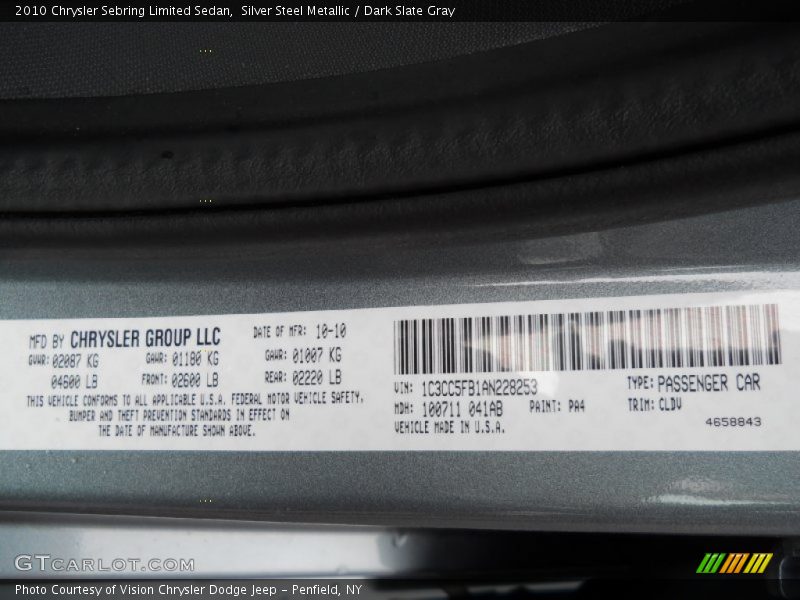 2010 Chrysler Sebring Limited Sedan,  Silver Steel Metallic / Dark Slate Gray
MFD BY CHRYSLER GROUP LLC
DATE OF MFR: 10-10
GVWR: 02087 KG
GAWR: 01180 KG
GAWR: 01007 KG
04600 LB
FRONT: 02600 LB
REAR: 02220 LB
THIS VEHICLE CONFORMS TO ALL APPLICABLE U.S.A. FEDERAL MOTOR VEHICLE SAFETY,
BUMPER AND THEFT PREVENTION STANDARDS IN EFFECT ON
THE DATE OF MANUFACTURE SHOWN ABOVE.
VIN: 1C3CC5FB1AN228253
TYPE: PASSENGER CAR
MDH: 100711 041AB
PAINT: PA4
TRIM: CLDV
VEHICLE MADE IN U.S.A.
4658843
GTCARLOT.COM
Photo Courtesy of Vision Chrysler Dodge Jeep – Penfield, NY